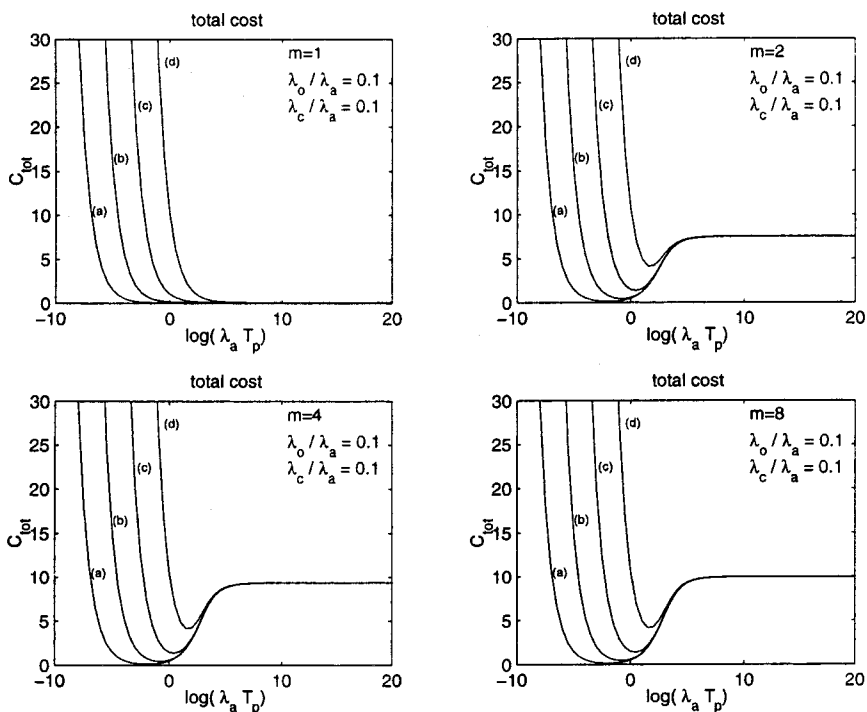 total cost
30
25
20
15
10
5
0
C_tot
-10
0
10
20
log( λ_a T_p)
(a)
(b)
(c)
(d)
m=1
λ_o / λ_a = 0.1
λ_c / λ_a = 0.1
total cost
30
25
20
15
10
5
0
C_tot
-10
0
10
20
log( λ_a T_p)
(a)
(b)
(c)
(d)
m=2
λ_o / λ_a = 0.1
λ_c / λ_a = 0.1
total cost
30
25
20
15
10
5
0
C_tot
-10
0
10
20
log( λ_a T_p)
(a)
(b)
(c)
(d)
m=4
λ_o / λ_a = 0.1
λ_c / λ_a = 0.1
total cost
30
25
20
15
10
5
0
C_tot
-10
0
10
20
log( λ_a T_p)
(a)
(b)
(c)
(d)
m=8
λ_o / λ_a = 0.1
λ_c / λ_a = 0.1